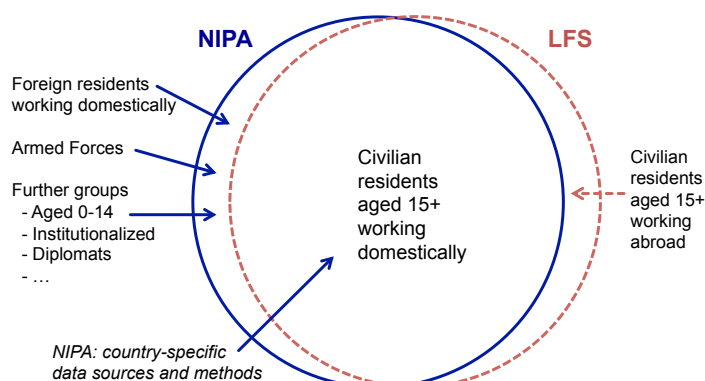 NIPA
LFS
Foreign residents
working domestically
Armed Forces
Further groups
- Aged 0-14
- Institutionalized
- Diplomats
- …
Civilian
residents
aged 15+
working
domestically
Civilian
residents
aged 15+
working
abroad
NIPA: country-specific
data sources and methods